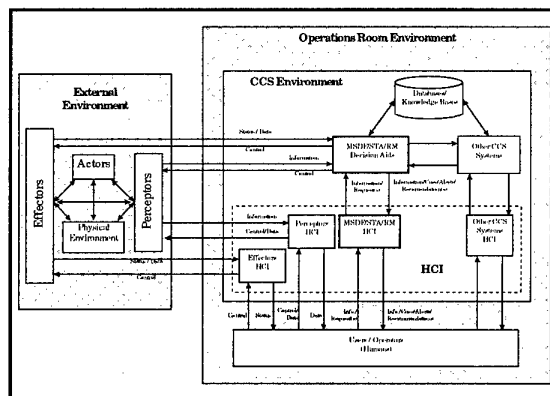 Operations Room Environment
External
Environment
CCS Environment
Database/
Knowledge Bases
Status / Data
Control
Information
Control
MSDF/STA/RM
Decision Aids
Other CCS
Systems
Actors
Effectors
Perceptors
Physical
Environment
Information/
Requests
Information/Cues/Alerts/
Recommendations
Information
Control/Data
Perceptors
HCI
MSDF/STA/RM
HCI
Other CCS
Systems
HCI
Status / Data
Control
Effectors
HCI
HCI
Control
Status
Control/
Data
Data
Info/
Requests
Info/Cues/Alerts/
Recommendations
Users / Operators
(Humans)